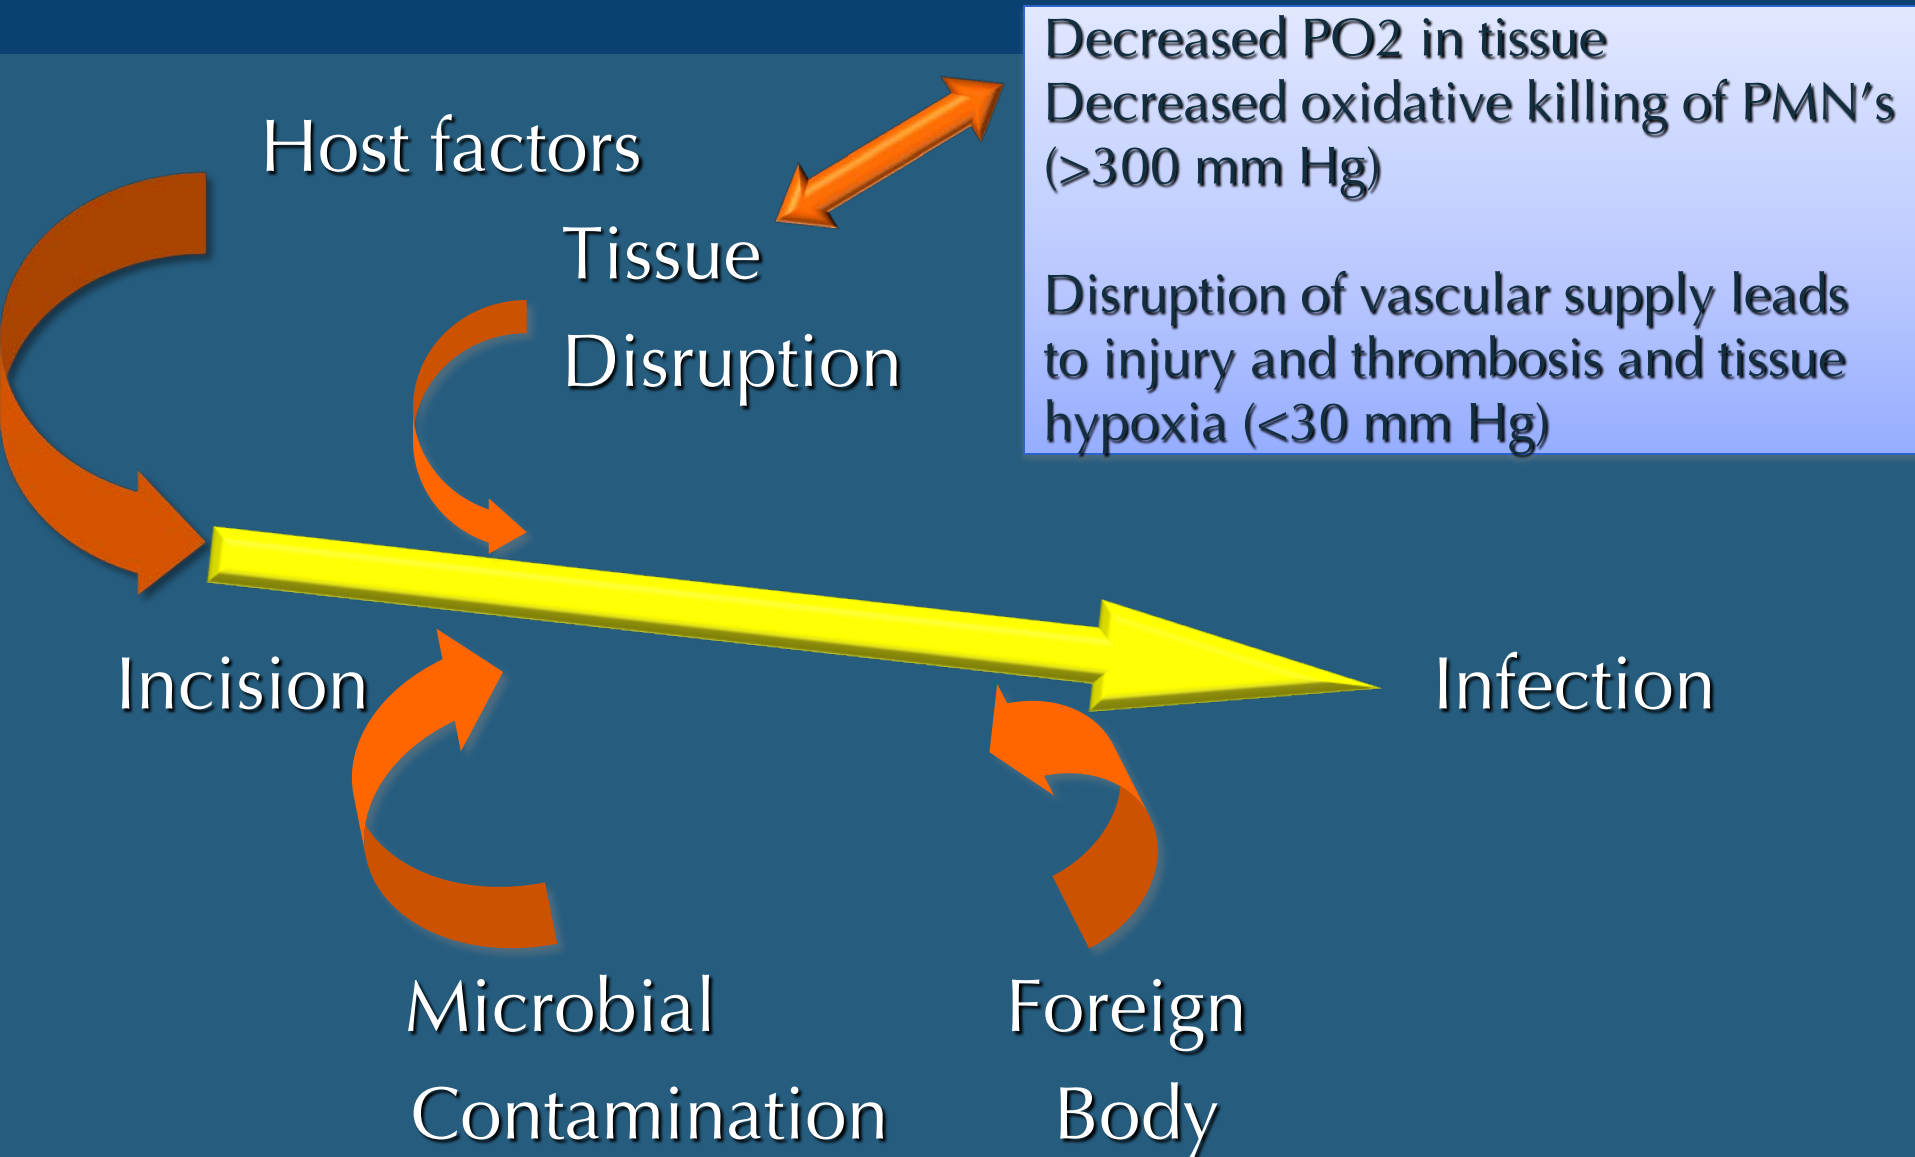 Decreased PO2 in tissue
Decreased oxidative killing of PMN's
(>300 mm Hg)
Disruption of vascular supply leads
to injury and thrombosis and tissue
hypoxia (<30 mm Hg)
Host factors
Tissue
Disruption
Incision
Infection
Microbial
Contamination
Foreign
Body